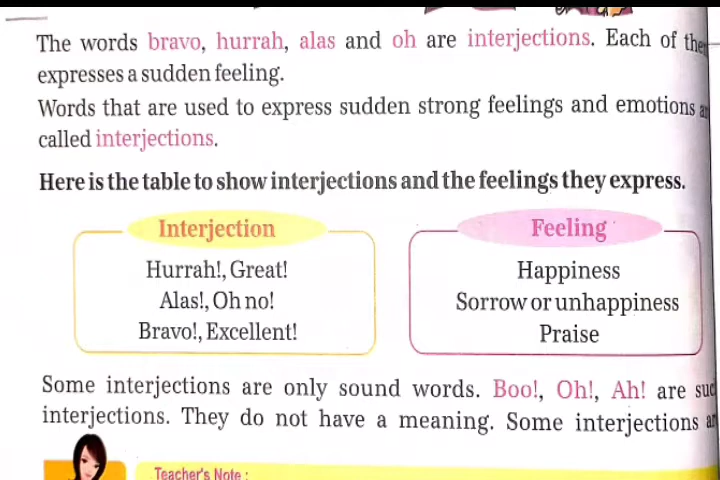 The words bravo, hurrah, alas and oh are interjections. Each of
expresses a sudden feeling.
Words that are used to express sudden strong feelings and emotions
called interjections.
Here is the table to show interjections and the feelings they express.
Interjection
Hurrah!, Great!
Alas!, Oh no!
Bravo!, Excellent!
Feeling
Happiness
Sorrow or unhappiness
Praise
Some interjections are only sound words. Boo!, Oh!, Ah! are
interjections. They do not have a meaning. Some interjections
Teacher's Note :